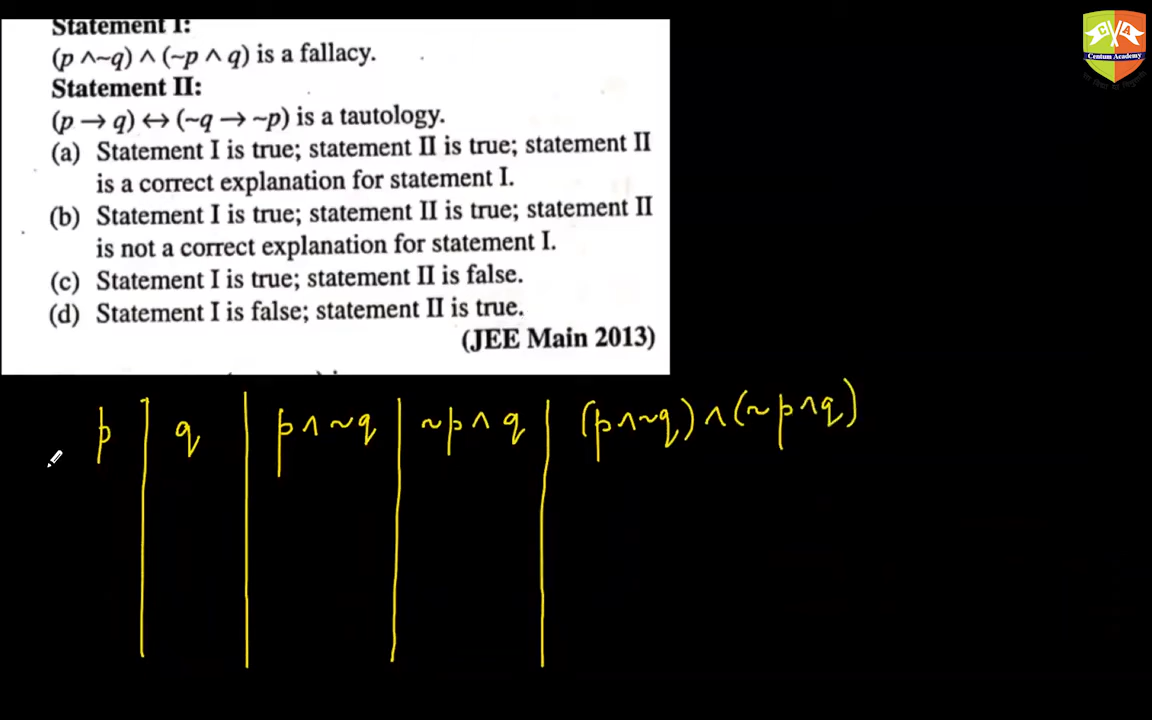 Statement I:
(p ∧~q) ∧ (~p ∧ q) is a fallacy.
Statement II:
(p → q) ↔ (~q → ~p) is a tautology.
(a) Statement I is true; statement II is true; statement II
is a correct explanation for statement I.
(b) Statement I is true; statement II is true; statement II
is not a correct explanation for statement I.
(c) Statement I is true; statement II is false.
(d) Statement I is false; statement II is true.
(JEE Main 2013)
p q p ∧ ~q ~p ∧ q (p ∧ ~q) ∧ (~p ∧ q)
C A
Centum Academy